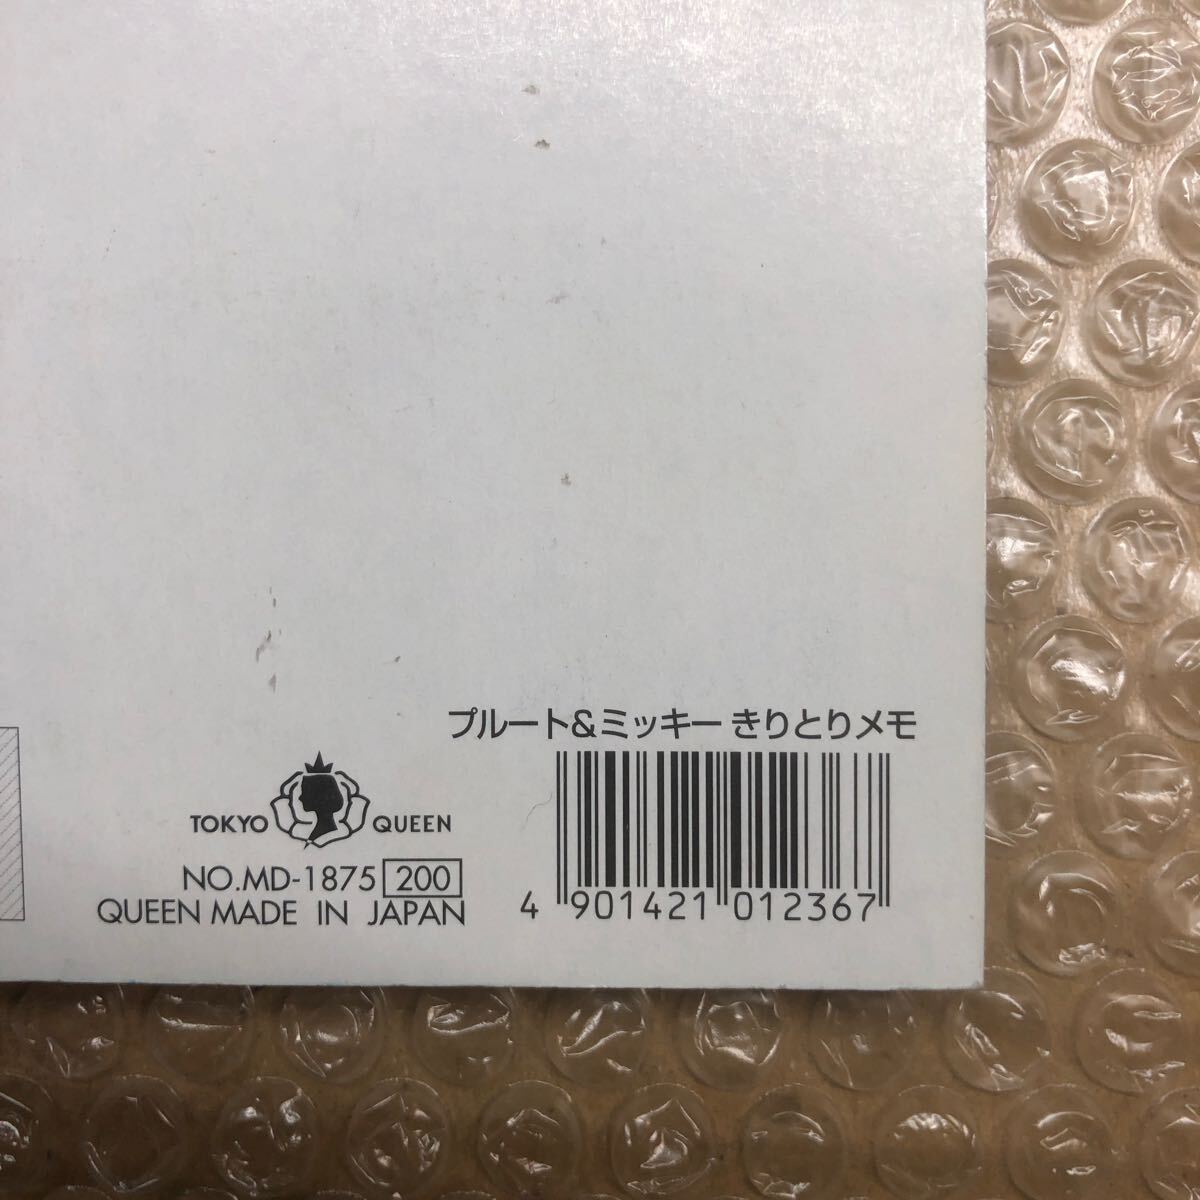 プルート&ミッキー きりとりメモ
TOKYO QUEEN
NO.MD-1875 200
QUEEN MADE IN JAPAN
4 901421 012367